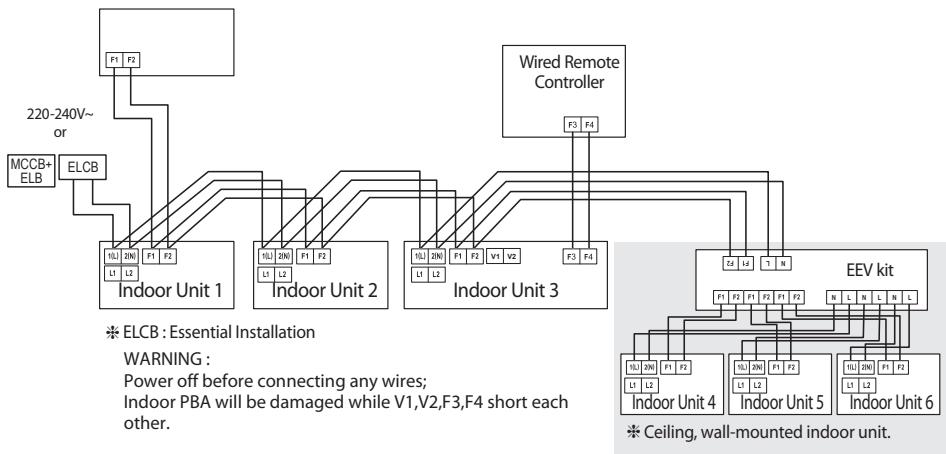 F1 F2
Wired Remote
Controller
F3 F4
220-240V~
or
MCCB+
ELB
ELCB
1(L) 2(N) F1 F2
L1 L2
Indoor Unit 1
1(L) 2(N) F1 F2
L1 L2
Indoor Unit 2
1(L) 2(N) F1 F2 V1 V2 F3 F4
L1 L2
Indoor Unit 3
F2 F1 L N
EEV kit
F1 F2 F1 F2 F1 F2 N L N L N L
1(L) 2(N) F1 F2
L1 L2
Indoor Unit 4
1(L) 2(N) F1 F2
L1 L2
Indoor Unit 5
1(L) 2(N) F1 F2
L1 L2
Indoor Unit 6
❈ Ceiling, wall-mounted indoor unit.
❈ ELCB : Essential Installation
WARNING :
Power off before connecting any wires;
Indoor PBA will be damaged while V1,V2,F3,F4 short each
other.